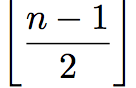 ⌊(n − 1)/2⌋